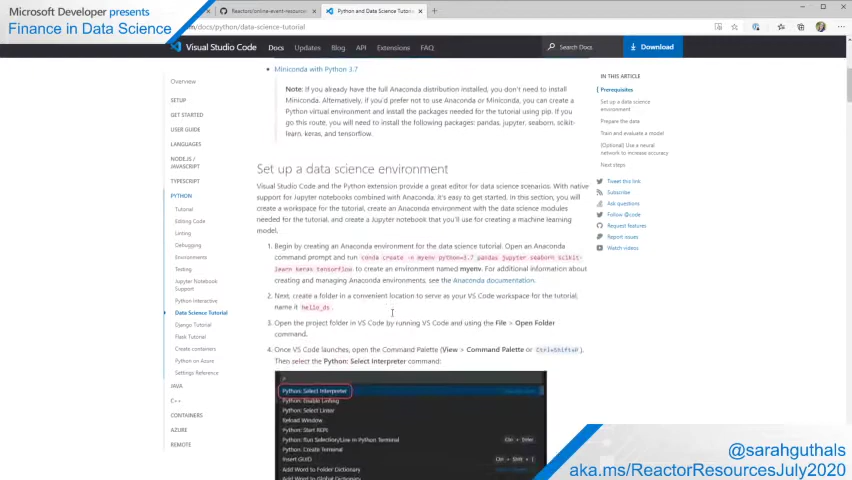 Microsoft Developer presents
Finance in Data Science
Reactors/online-event-resources
Python and Data Science Tutorial
/docs/python/data-science-tutorial
Visual Studio Code
Docs
Updates
Blog
API
Extensions
FAQ
Search Docs
Download
Overview
SETUP
GET STARTED
USER GUIDE
LANGUAGES
NODE.JS /
JAVASCRIPT
TYPESCRIPT
PYTHON
Tutorial
Editing Code
Linting
Debugging
Environments
Testing
Jupyter Notebook
Support
Python Interactive
Data Science Tutorial
Django Tutorial
Flask Tutorial
Create containers
Python on Azure
Settings Reference
JAVA
C++
CONTAINERS
AZURE
REMOTE
Miniconda with Python 3.7
Note: If you already have the full Anaconda distribution installed, you don't need to install
Miniconda. Alternatively, if you'd prefer not to use Anaconda or Miniconda, you can create a
Python virtual environment and install the packages needed for the tutorial using pip. If you
go this route, you will need to install the following packages: pandas, jupyter, seaborn, scikit-
learn, keras, and tensorflow.
Set up a data science environment
Visual Studio Code and the Python extension provide a great editor for data science scenarios. With native
support for Jupyter notebooks combined with Anaconda, it's easy to get started. In this section, you will
create a workspace for the tutorial, create an Anaconda environment with the data science modules
needed for the tutorial, and create a Jupyter notebook that you'll use for creating a machine learning
model.
1. Begin by creating an Anaconda environment for the data science tutorial. Open an Anaconda
command prompt and run conda create -n myenv python=3.7 pandas jupyter seaborn scikit-
learn keras tensorflow to create an environment named myenv. For additional information about
creating and managing Anaconda environments, see the Anaconda documentation.
2. Next, create a folder in a convenient location to serve as your VS Code workspace for the tutorial,
name it hello_ds.
3. Open the project folder in VS Code by running VS Code and using the File > Open Folder
command.
4. Once VS Code launches, open the Command Palette (View > Command Palette or Ctrl+Shift+P).
Then select the Python: Select Interpreter command:
>
Python: Select Interpreter
Python: Enable Linting
Python: Select Linter
Reload Window
Python: Start REPL
Python: Run Selection/Line in Python Terminal
Python: Create Terminal
Insert GUID
Add Word to Folder Dictionary
IN THIS ARTICLE
Prerequisites
Set up a data science
environment
Prepare the data
Train and evaluate a model
(Optional) Use a neural
network to increase accuracy
Next steps
Tweet this link
Subscribe
Ask questions
Follow @code
Request features
Report issues
Watch videos
@sarahguthals
aka.ms/ReactorResourcesJuly2020